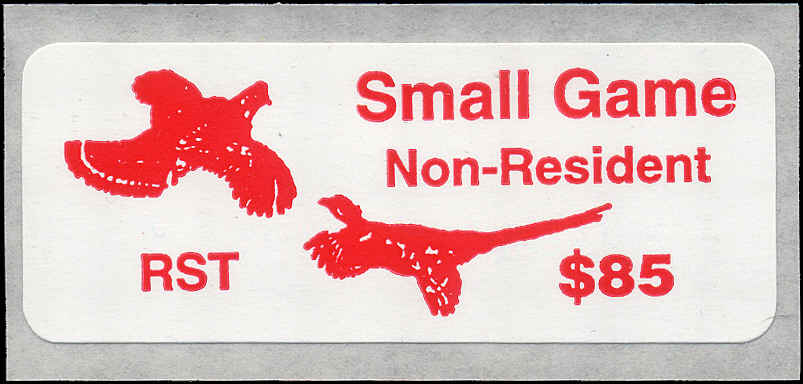 Small Game
Non-Resident
RST
$85